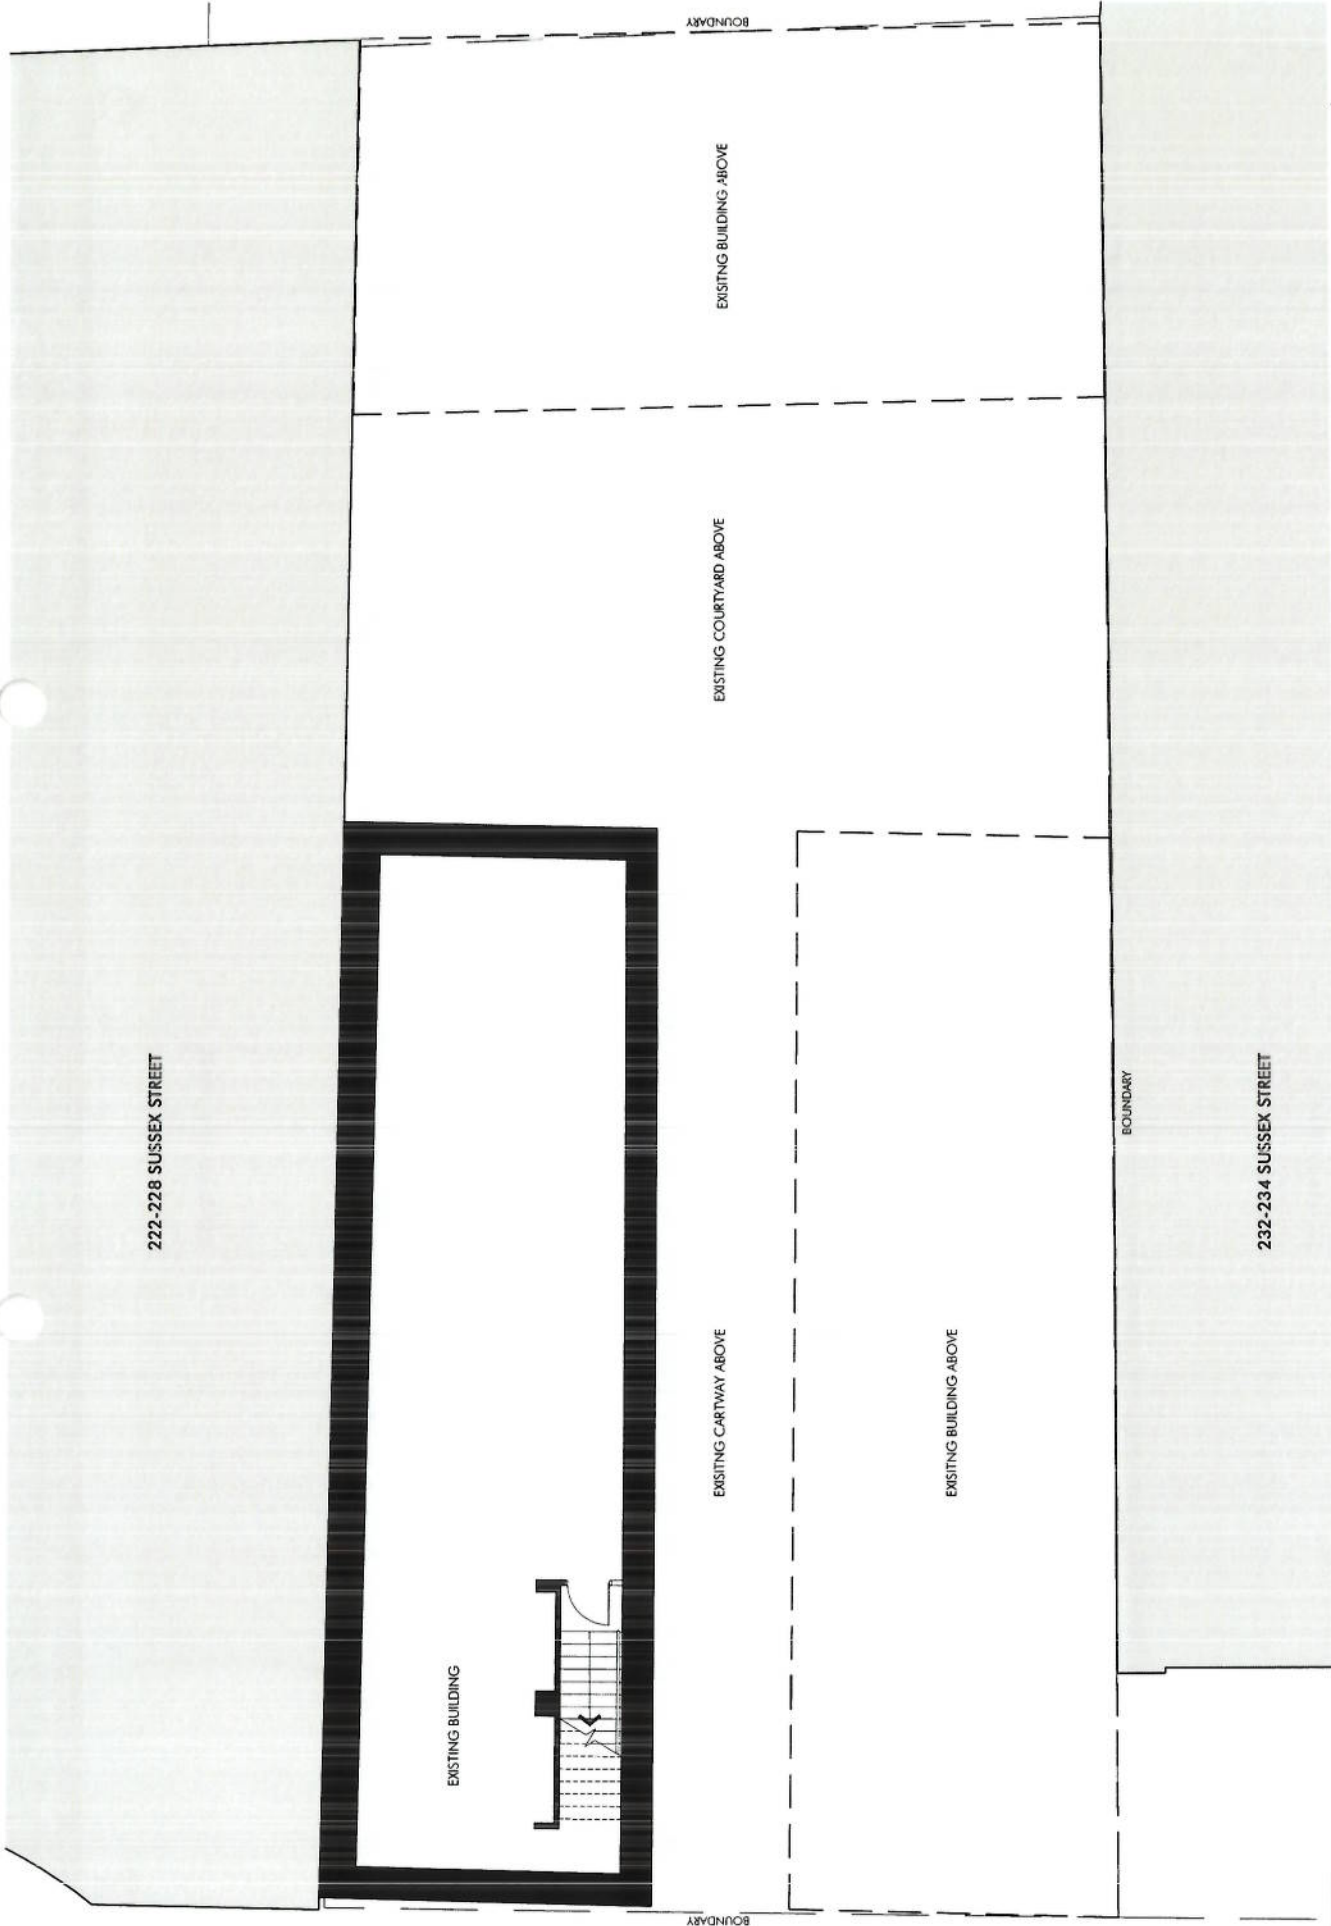 BOUNDARY
EXISITNG BUILDING ABOVE
EXISTING COURTYARD ABOVE
222-228 SUSSEX STREET
BOUNDARY
232-234 SUSSEX STREET
EXISITNG CARTWAY ABOVE
EXISITNG BUILDING ABOVE
EXISTING BUILDING
BOUNDARY